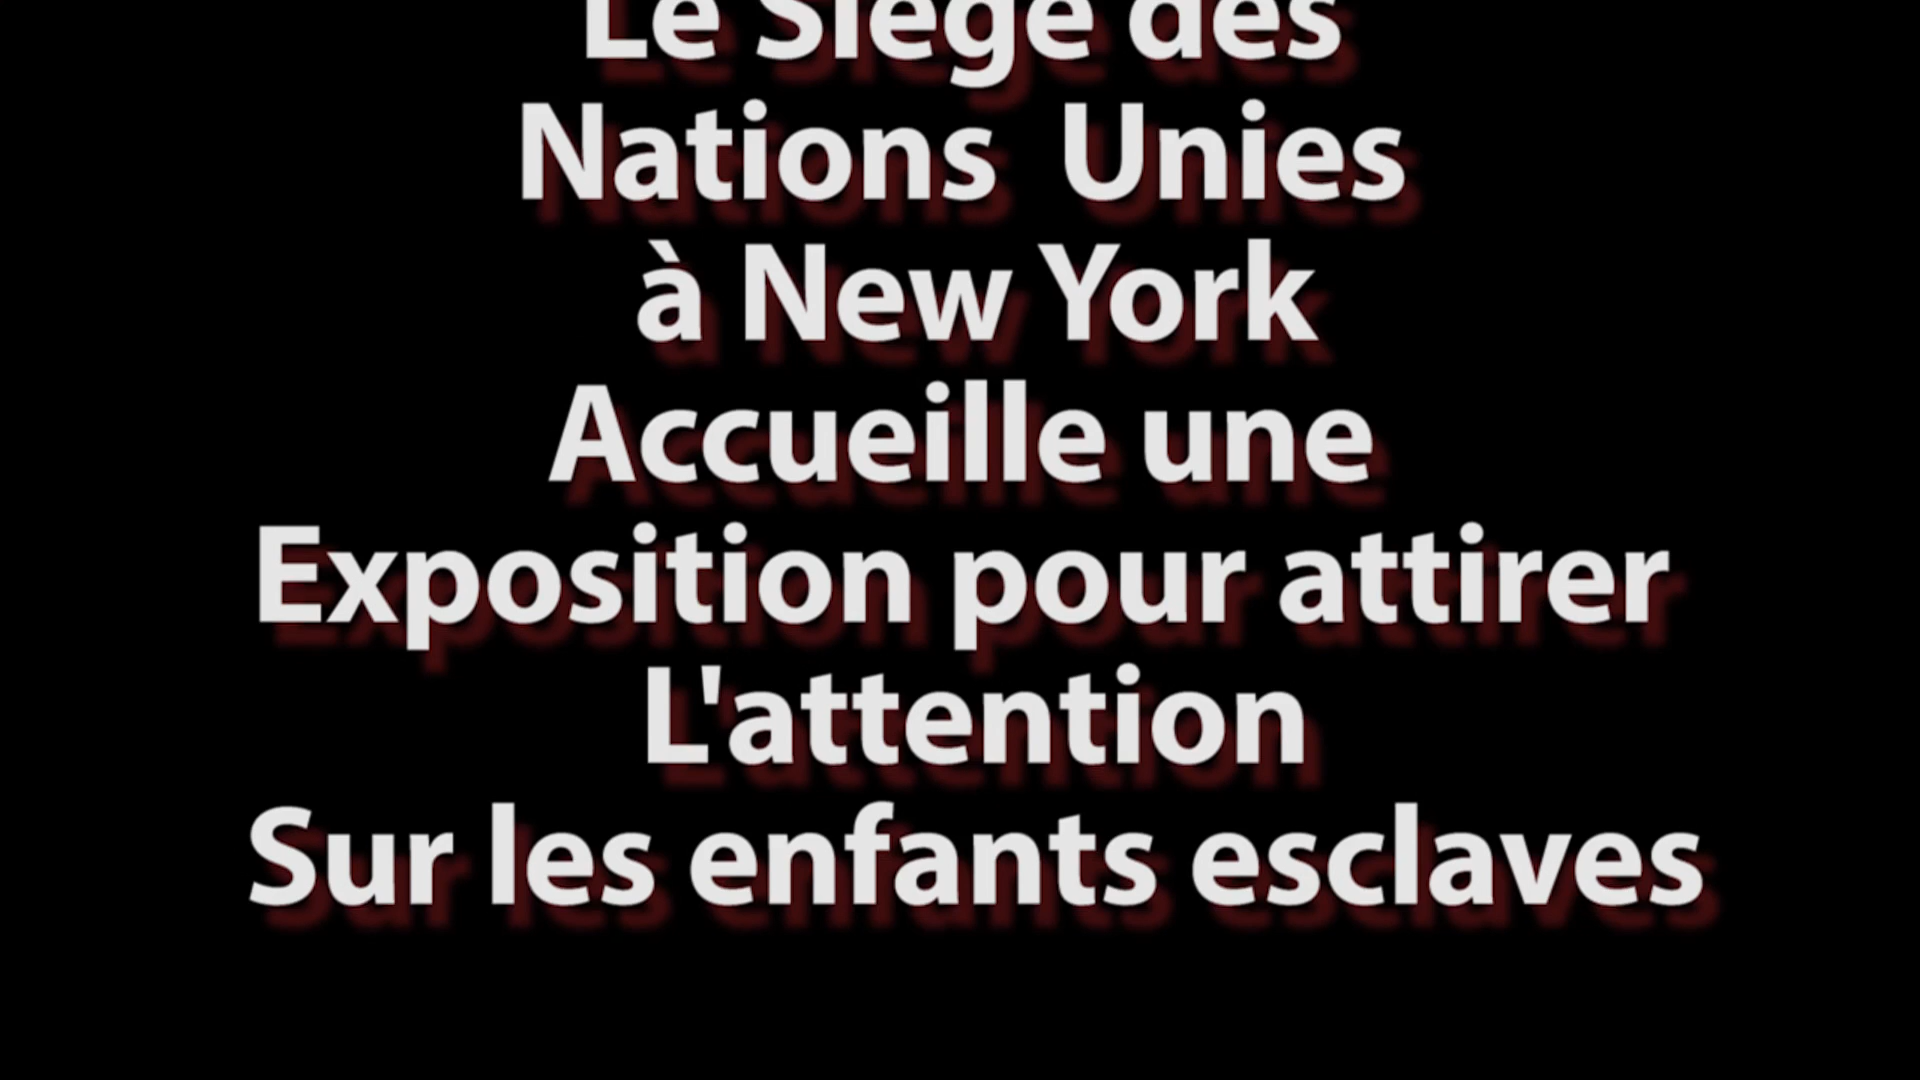 Le Siège des
Nations  Unies
à New York
Accueille une
Exposition pour attirer
L'attention
Sur les enfants esclaves